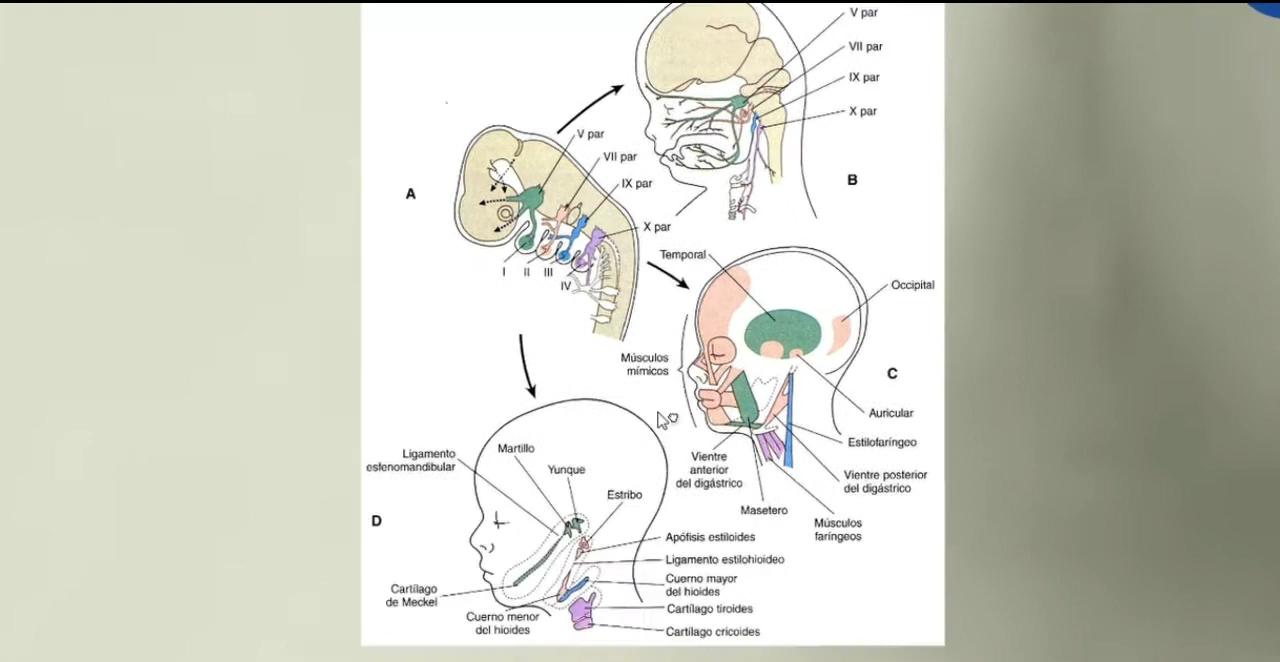 V par
VII par
IX par
X par
B
A
V par
VII par
IX par
X par
I
II
III
IV
Temporal
Occipital
Músculos
mímicos
C
Auricular
Estilofaríngeo
Vientre
anterior
del digástrico
Vientre posterior
del digástrico
Masetero
Músculos
faríngeos
D
Ligamento
esfenomandibular
Martillo
Yunque
Estribo
Apófisis estiloides
Ligamento estilohioideo
Cuerno mayor
del hioides
Cartílago tiroides
Cartílago cricoides
Cartílago
de Meckel
Cuerno menor
del hioides